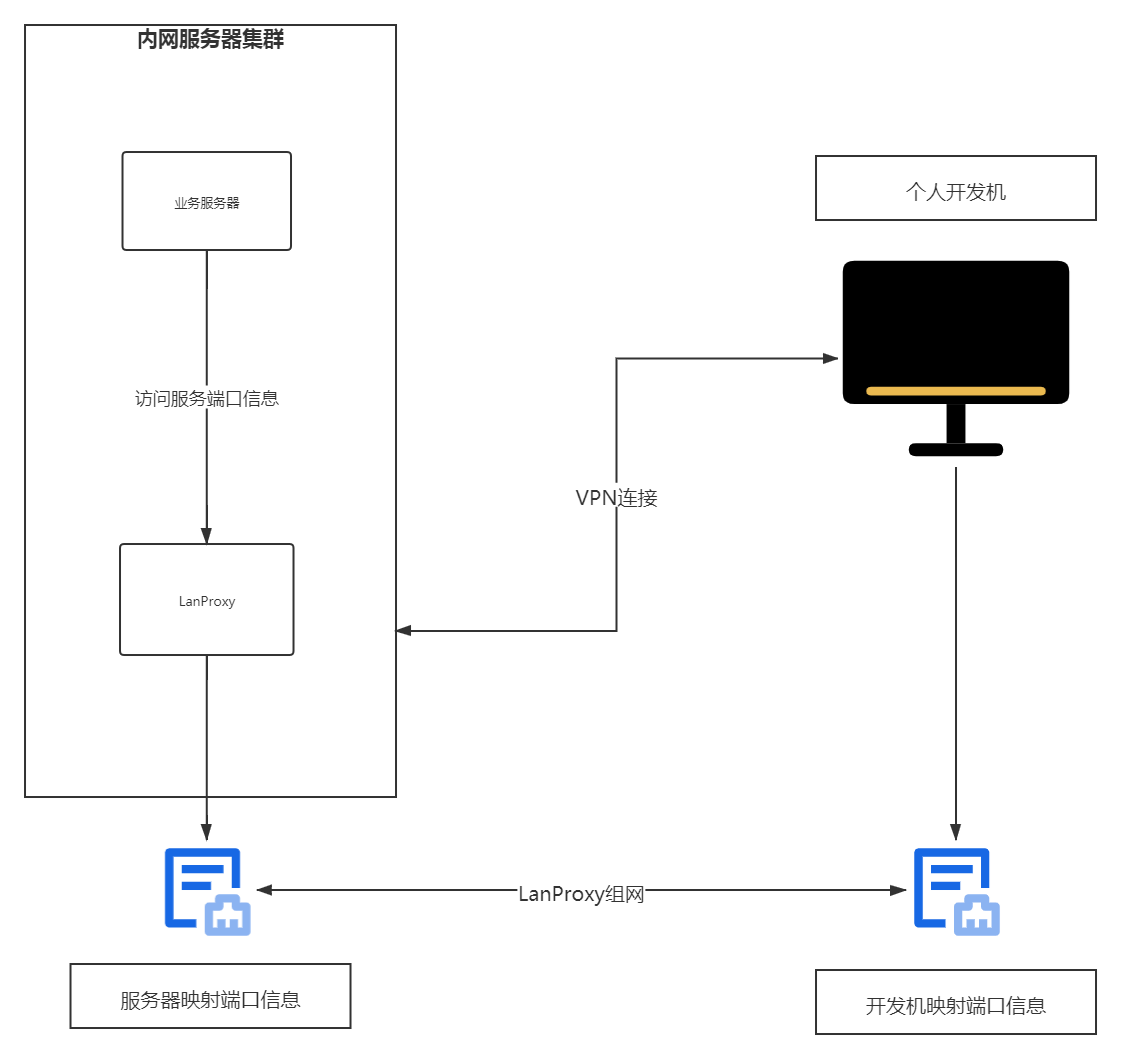 内网服务器集群
业务服务器
个人开发机
访问服务端口信息
VPN连接
LanProxy
LanProxy组网
服务器映射端口信息
开发机映射端口信息